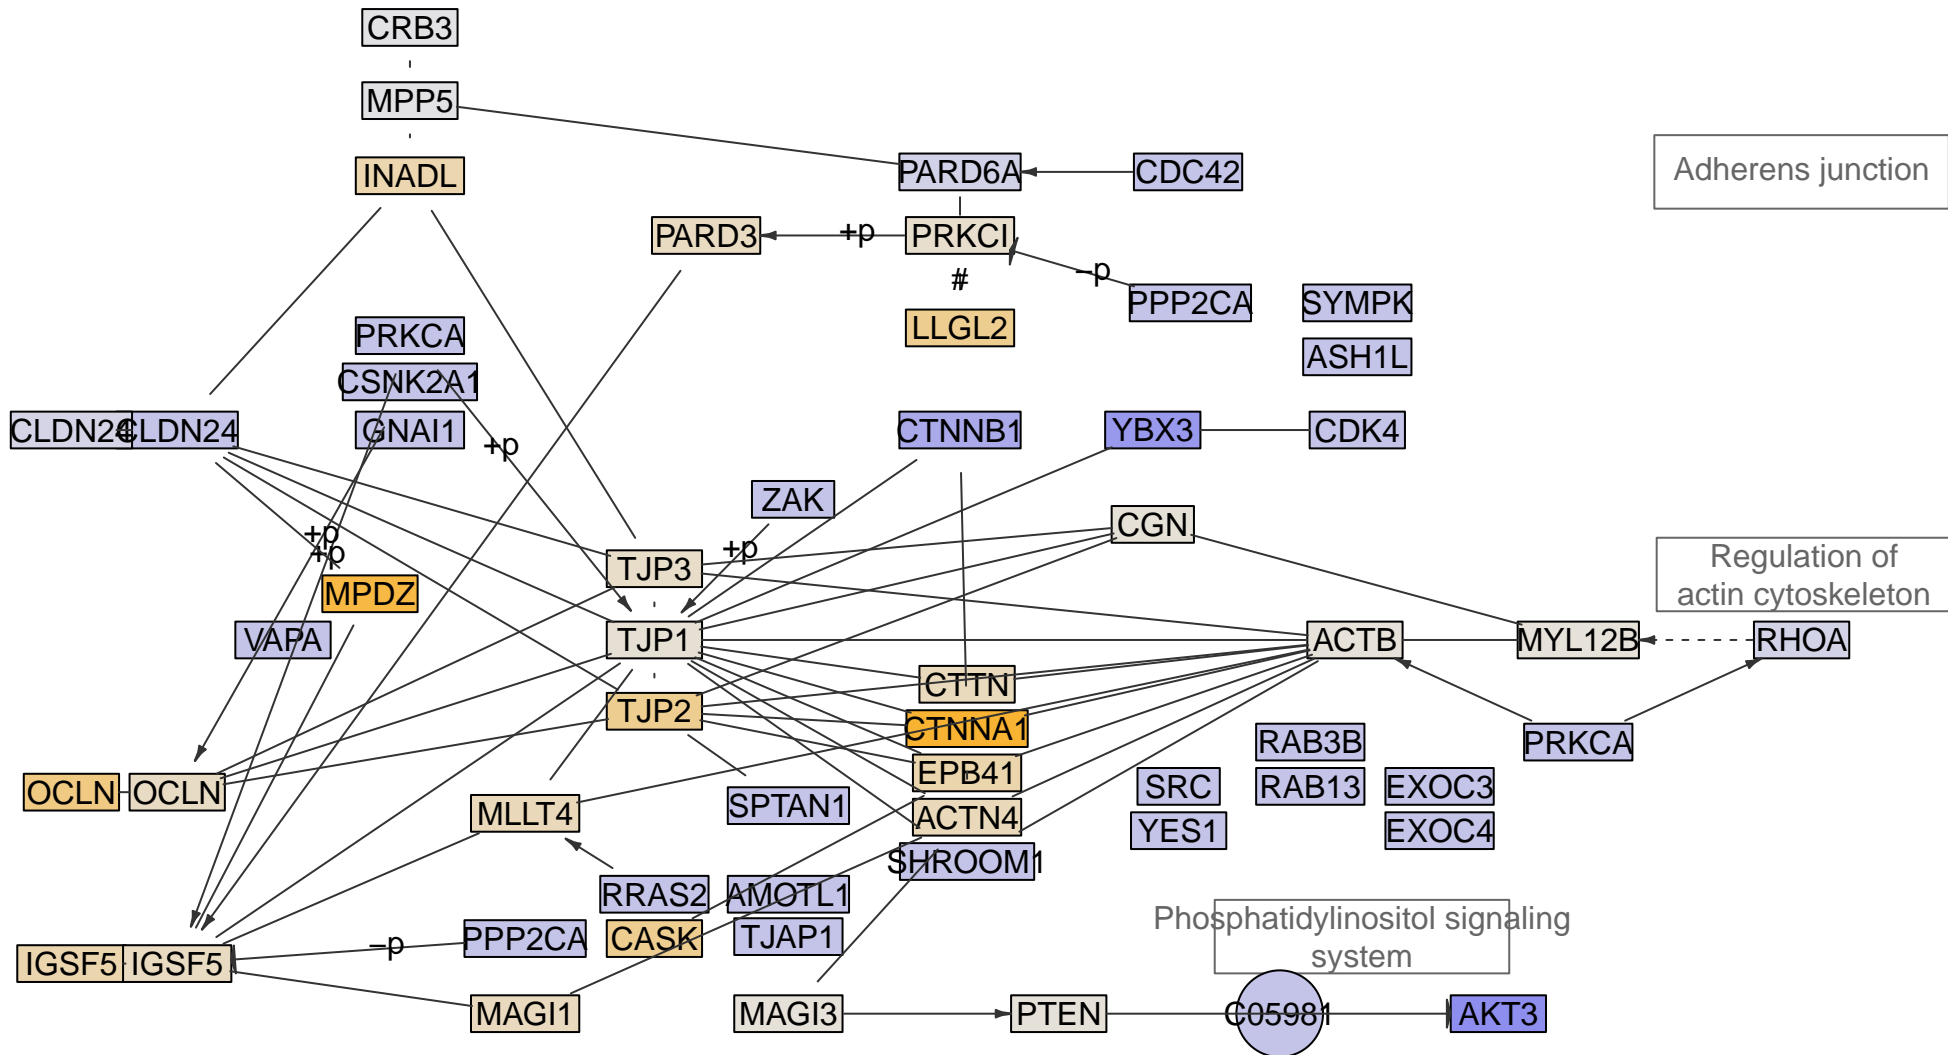 CRB3
MPP5
INADL
PARD6A
CDC42
Adherens junction
PARD3
+p
PRKCI
−p
#
PPP2CA
SYMPK
LLGL2
PRKCA
ASH1L
CSNK2A1
CLDN24
CLDN24
GNAI1
+p
CTNNB1
YBX3
CDK4
ZAK
CGN
+p
+p
+p
TJP3
Regulation of
actin cytoskeleton
MPDZ
VAPA
TJP1
ACTB
MYL12B
RHOA
CTTN
TJP2
CTNNA1
RAB3B
PRKCA
EPB41
OCLN
OCLN
MLLT4
SPTAN1
SRC
RAB13
EXOC3
ACTN4
YES1
EXOC4
SHROOM1
RRAS2
AMOTL1
Phosphatidylinositol signaling
system
−p
PPP2CA
CASK
TJAP1
IGSF5
IGSF5
MAGI1
MAGI3
PTEN
C05981
AKT3